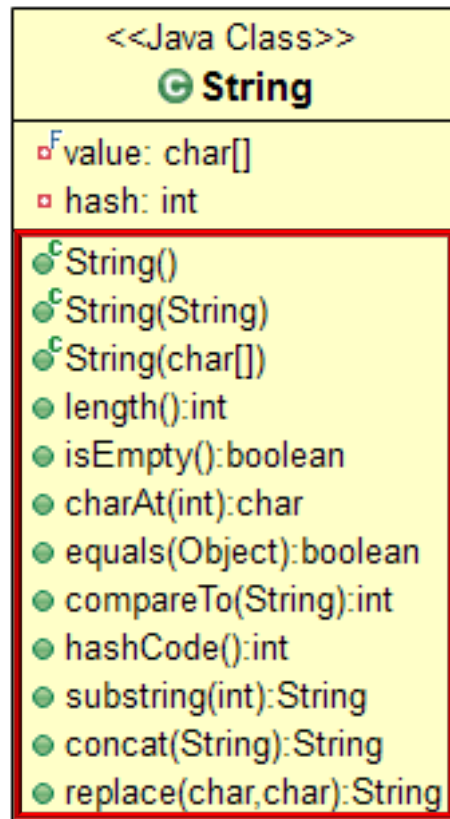 <<Java Class>>
C String
F value: char[]
hash: int
C String()
C String(String)
C String(char[])
length():int
isEmpty():boolean
charAt(int):char
equals(Object):boolean
compareTo(String):int
hashCode():int
substring(int):String
concat(String):String
replace(char,char):String